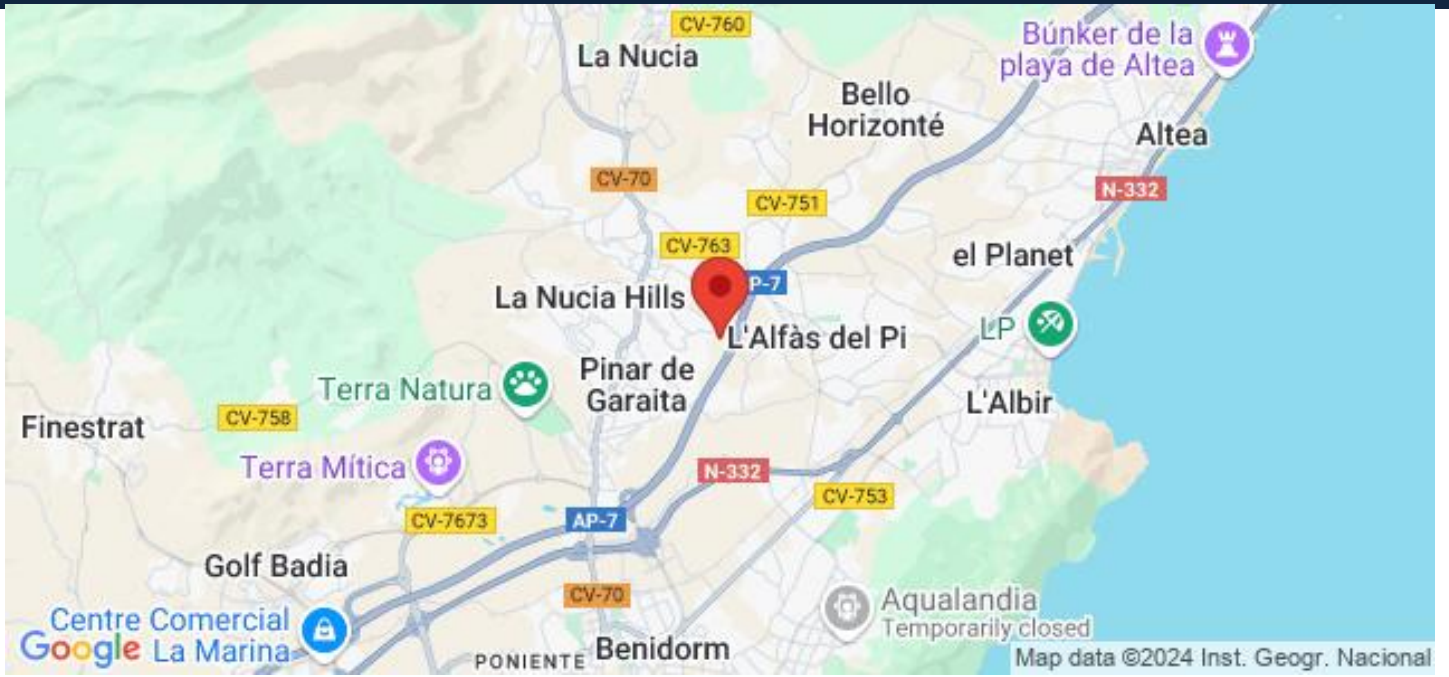 CV-760
La Nucia
Búnker de la
playa de Altea
Bello
Horizonté
Altea
CV-70
N-332
CV-751
CV-763
el Planet
P-7
La Nucia Hills
LP
L'Alfàs del Pi
Pinar de
Garaita
Terra Natura
L'Albir
CV-758
Finestrat
Terra Mítica
N-332
CV-753
CV-7673
AP-7
Golf Badia
CV-70
Aqualandia
Temporarily closed
Centre Comercial
La Marina
Google
Benidorm
PONIENTE
Map data ©2024 Inst. Geogr. Nacional